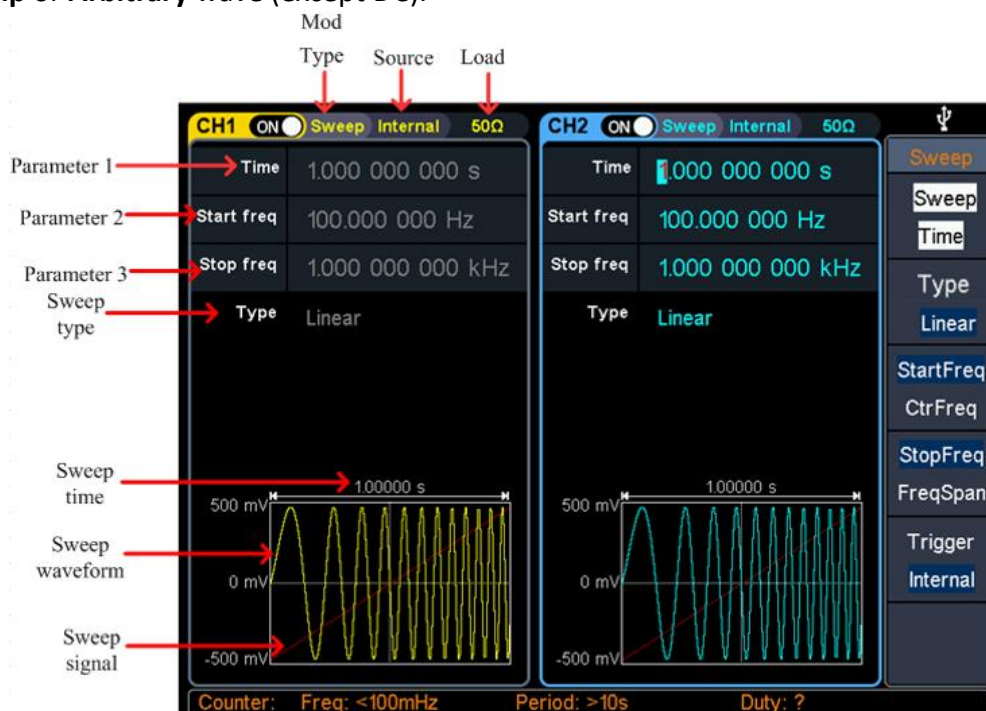 Arbitrary wave (except DC).
Mod
Type Source Load
CH1 ON Sweep Internal 50Ω
CH2 ON Sweep Internal 50Ω
Sweep
Parameter 1
Time 1.000 000 000 s
Time 1.000 000 000 s
Sweep
Time
Parameter 2
Start freq 100.000 000 Hz
Start freq 100.000 000 Hz
Parameter 3
Stop freq 1.000 000 000 kHz
Stop freq 1.000 000 000 kHz
Type
Linear
Sweep
type
Type Linear
Type Linear
StartFreq
CtrFreq
StopFreq
FreqSpan
Sweep
time
1.00000 s
1.00000 s
500 mV
500 mV
Trigger
Internal
Sweep
waveform
0 mV
0 mV
Sweep
signal
-500 mV
-500 mV
Counter: Freq: <100mHz Period: >10s Duty: ?